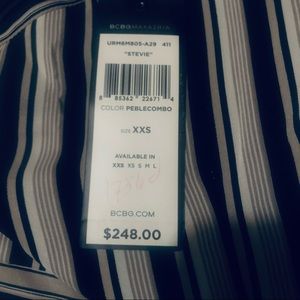 BCBGMAXAZRIA
URM6M805-A29 411
"STEVIE"
8 85362 22671 4
COLOR PEBLECOMBO
SIZE XXS
AVAILABLE IN
XXS XS S M L
BCBG.COM
$248.00